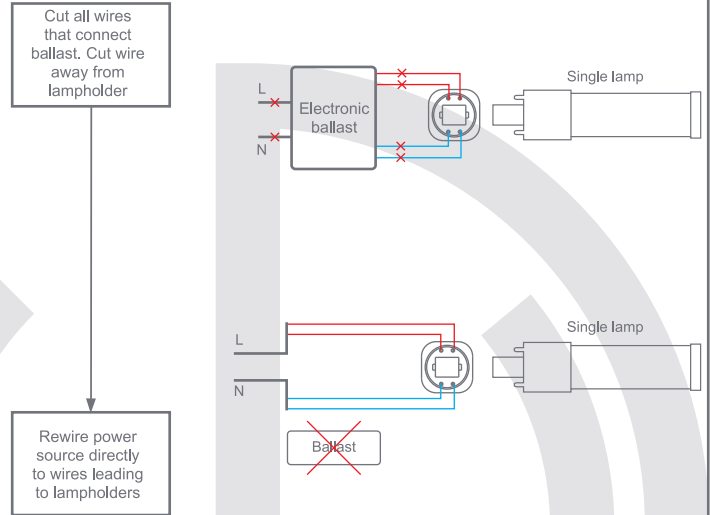 Cut all wires
that connect
ballast. Cut wire
away from
lampholder
L
N
Electronic
ballast
Single lamp
L
N
Single lamp
Ballast
Rewire power
source directly
to wires leading
to lampholders